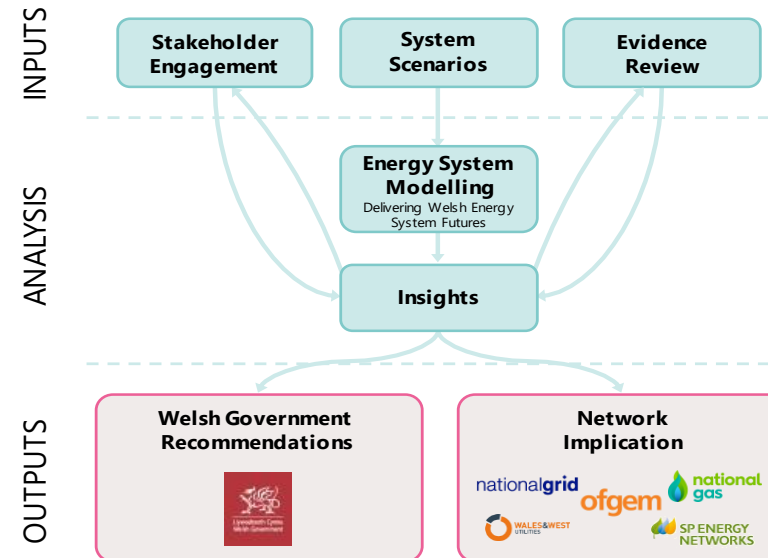 INPUTS
Stakeholder
Engagement
System
Scenarios
Evidence
Review
ANALYSIS
Energy System
Modelling
Delivering Welsh Energy
System Futures
Insights
OUTPUTS
Welsh Government
Recommendations
Llywodraeth Cymru
Welsh Government
Network
Implication
nationalgrid
ofgem
national
gas
WALES&WEST
UTILITIES
SP ENERGY
NETWORKS